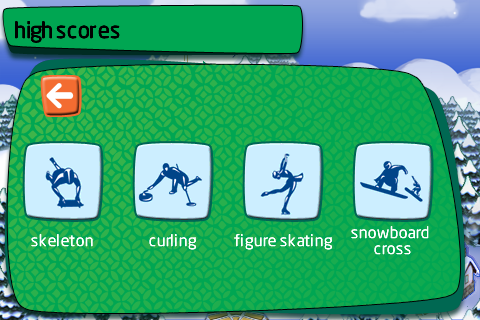 high scores
skeleton
curling
figure skating
snowboard
cross